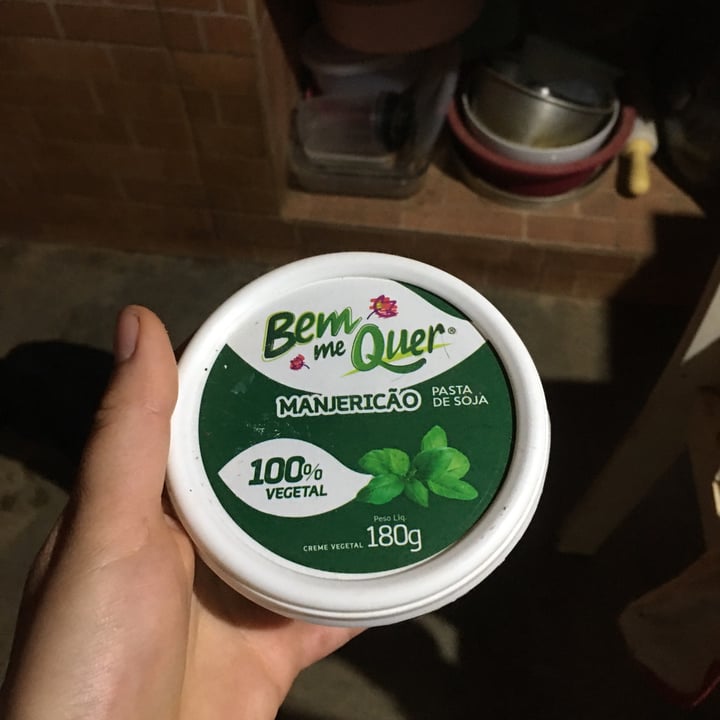 Bem
me Quer®
MANJERICÃO
PASTA
DE SOJA
100%
VEGETAL
Peso Líq.
CREME VEGETAL 180g